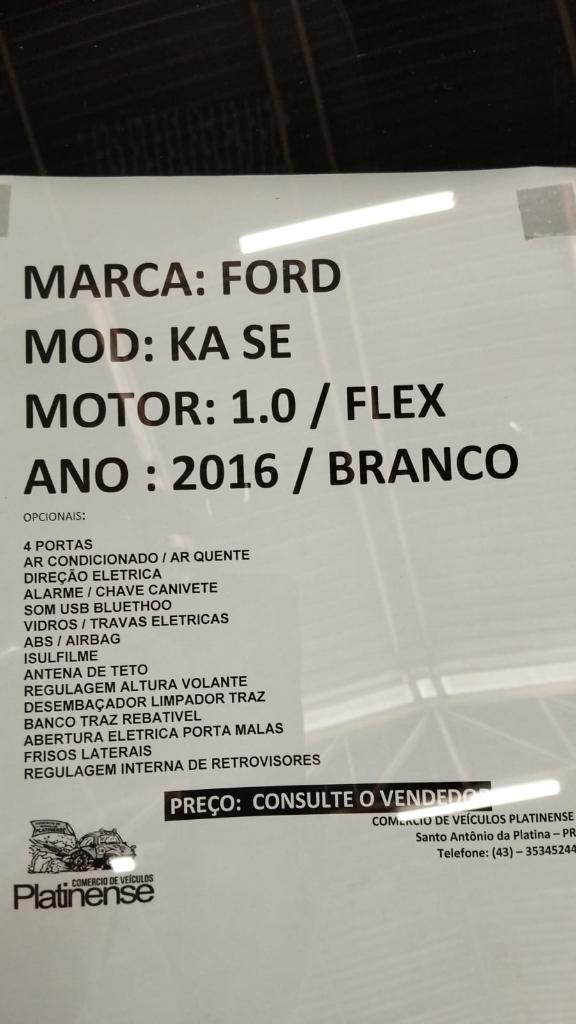 MARCA: FORD
MOD: KA SE
MOTOR: 1.0 / FLEX
ANO : 2016 / BRANCO
OPCIONAIS:
4 PORTAS
AR CONDICIONADO / AR QUENTE
DIREÇÃO ELETRICA
ALARME / CHAVE CANIVETE
SOM USB BLUETHOO
VIDROS / TRAVAS ELETRICAS
ABS / AIRBAG
ISULFILME
ANTENA DE TETO
REGULAGEM ALTURA VOLANTE
DESEMBAÇADOR LIMPADOR TRAZ
BANCO TRAZ REBATIVEL
ABERTURA ELETRICA PORTA MALAS
FRISOS LATERAIS
REGULAGEM INTERNA DE RETROVISORES
PREÇO: CONSULTE O VENDEDOR
COMERCIO DE VEÍCULOS PLATINENSE
Santo Antônio da Platina – PR
Telefone: (43) – 35345244
PLATINENSE
COMERCIO DE VEÍCULOS
Platinense